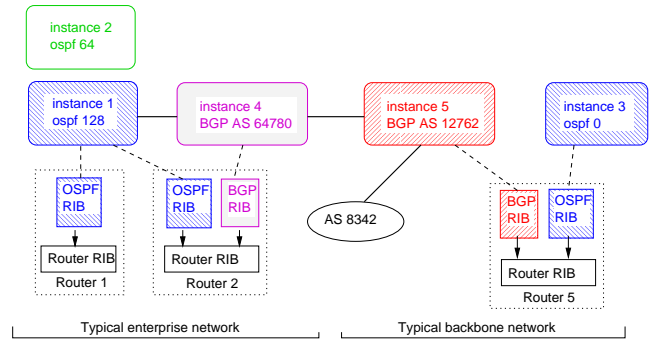 instance 2
ospf 64
instance 1
ospf 128
instance 4
BGP AS 64780
instance 5
BGP AS 12762
instance 3
ospf 0
OSPF
RIB
OSPF
RIB
BGP
RIB
AS 8342
BGP
RIB
OSPF
RIB
Router RIB
Router RIB
Router RIB
Router 1
Router 2
Router 5
Typical enterprise network
Typical backbone network